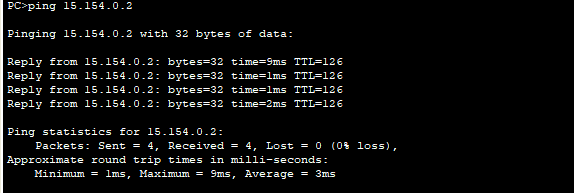 PC>ping 15.154.0.2
Pinging 15.154.0.2 with 32 bytes of data:
Reply from 15.154.0.2: bytes=32 time=9ms TTL=126
Reply from 15.154.0.2: bytes=32 time=1ms TTL=126
Reply from 15.154.0.2: bytes=32 time=1ms TTL=126
Reply from 15.154.0.2: bytes=32 time=2ms TTL=126
Ping statistics for 15.154.0.2:
Packets: Sent = 4, Received = 4, Lost = 0 (0% loss),
Approximate round trip times in milli-seconds:
Minimum = 1ms, Maximum = 9ms, Average = 3ms